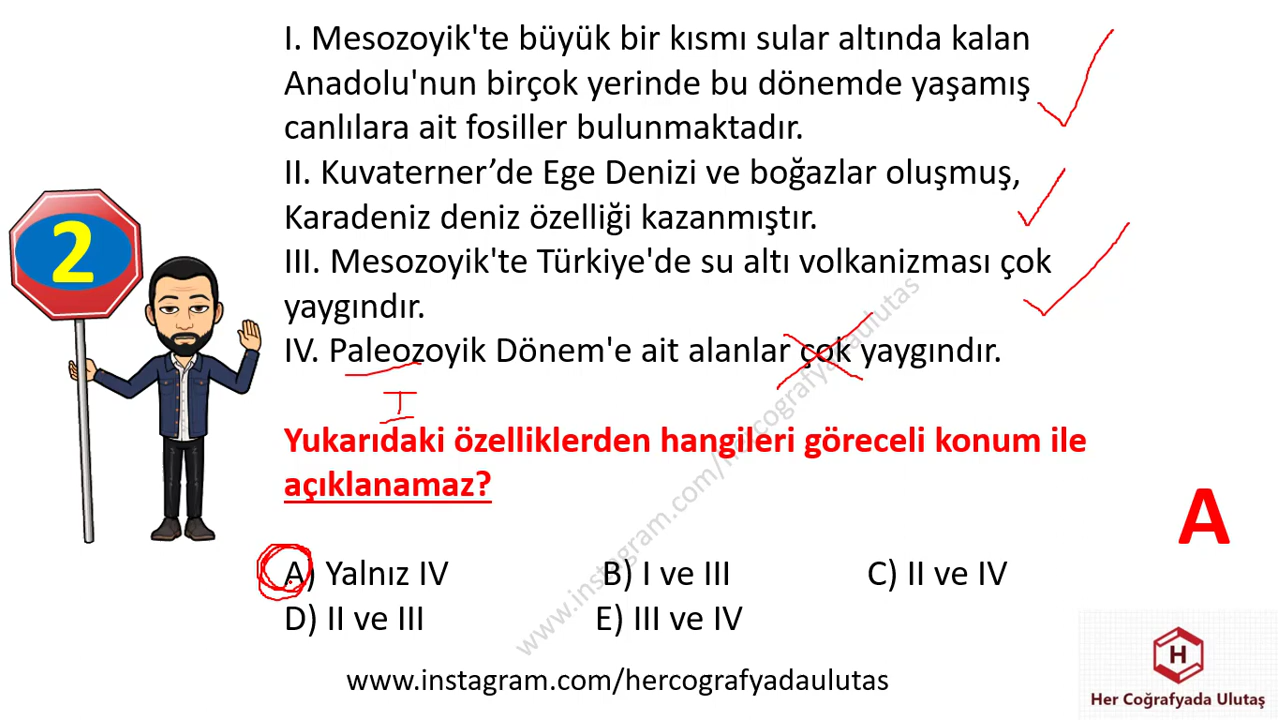 I. Mesozoyik'te büyük bir kısmı sular altında kalan
Anadolu'nun birçok yerinde bu dönemde yaşamış
canlılara ait fosiller bulunmaktadır.
II. Kuvaterner’de Ege Denizi ve boğazlar oluşmuş,
Karadeniz deniz özelliği kazanmıştır.
III. Mesozoyik'te Türkiye'de su altı volkanizması çok
yaygındır.
IV. Paleozoyik Dönem'e ait alanlar çok yaygındır.
I
Yukarıdaki özelliklerden hangileri göreceli konum ile
açıklanamaz?
A) Yalnız IV B) I ve III C) II ve IV
D) II ve III E) III ve IV
A
2
www.instagram.com/hercografyadaulutas
www.instagram.com/hercografyadaulutas
H
Her Coğrafyada Ulutaş